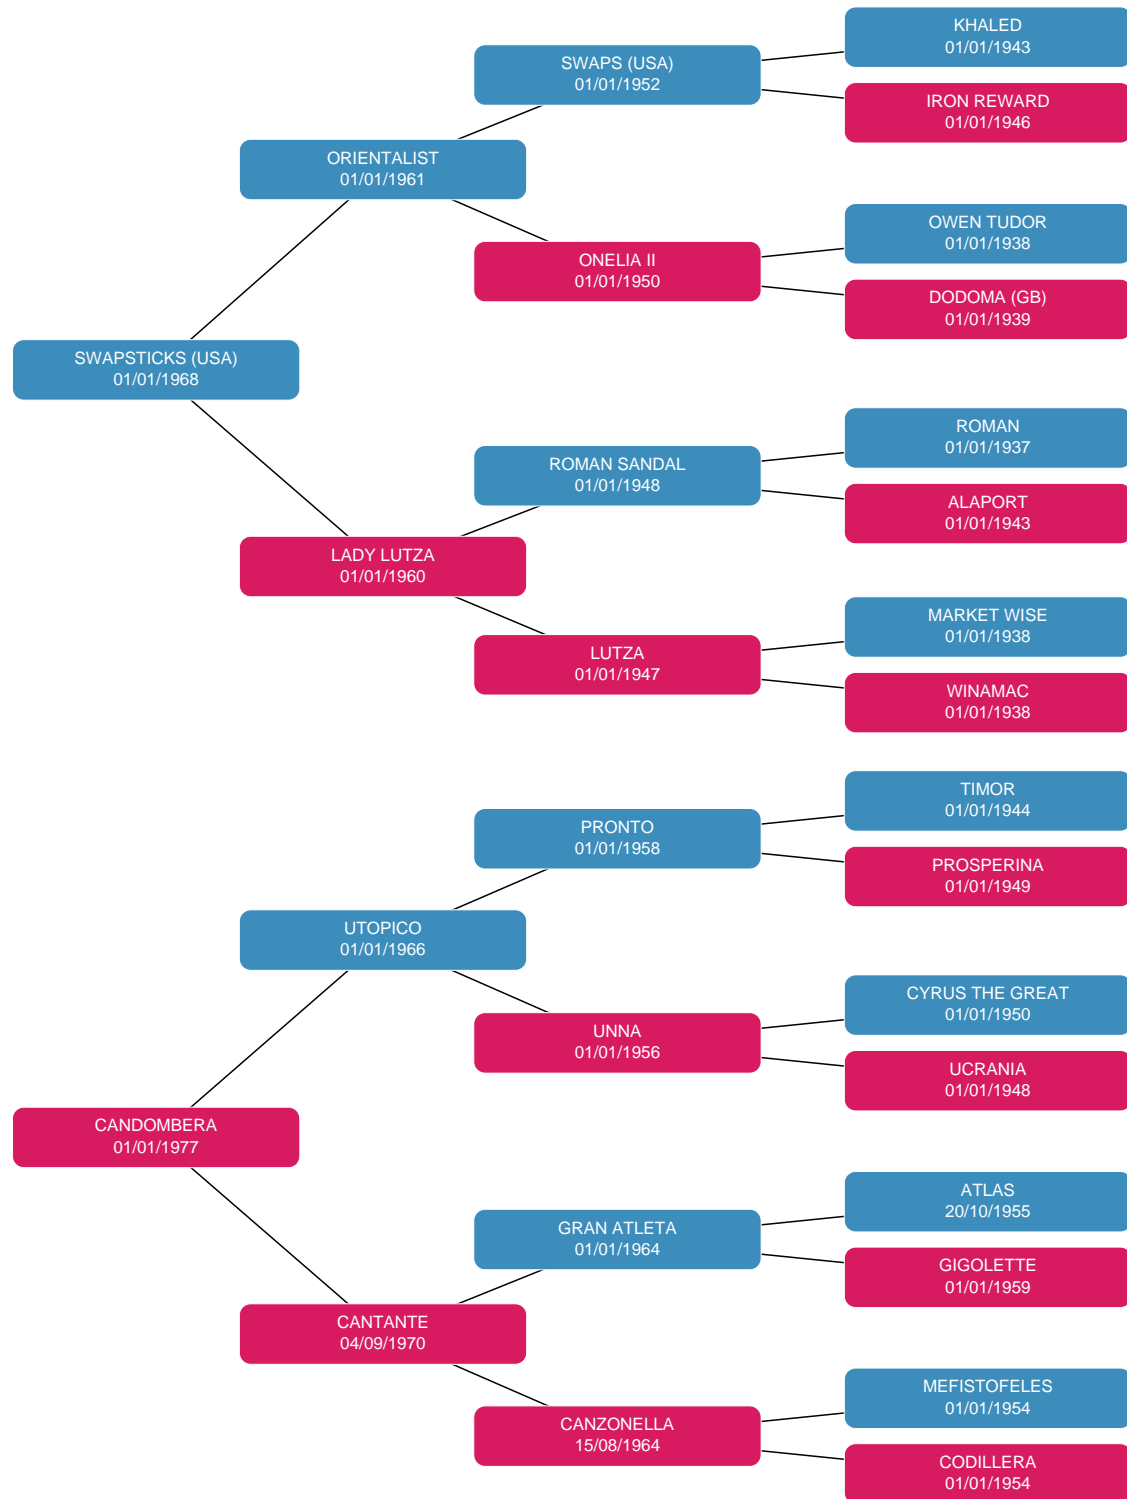 KHALED
01/01/1943
SWAPS (USA)
01/01/1952
IRON REWARD
01/01/1946
ORIENTALIST
01/01/1961
OWEN TUDOR
01/01/1938
ONELIA II
01/01/1950
DODOMA (GB)
01/01/1939
SWAPSTICKS (USA)
01/01/1968
ROMAN
01/01/1937
ROMAN SANDAL
01/01/1948
ALAPORT
01/01/1943
LADY LUTZA
01/01/1960
MARKET WISE
01/01/1938
LUTZA
01/01/1947
WINAMAC
01/01/1938
TIMOR
01/01/1944
PRONTO
01/01/1958
PROSPERINA
01/01/1949
UTOPICO
01/01/1966
CYRUS THE GREAT
01/01/1950
UNNA
01/01/1956
UCRANIA
01/01/1948
CANDOMBERA
01/01/1977
ATLAS
20/10/1955
GRAN ATLETA
01/01/1964
GIGOLETTE
01/01/1959
CANTANTE
04/09/1970
MEFISTOFELES
01/01/1954
CANZONELLA
15/08/1964
CODILLERA
01/01/1954